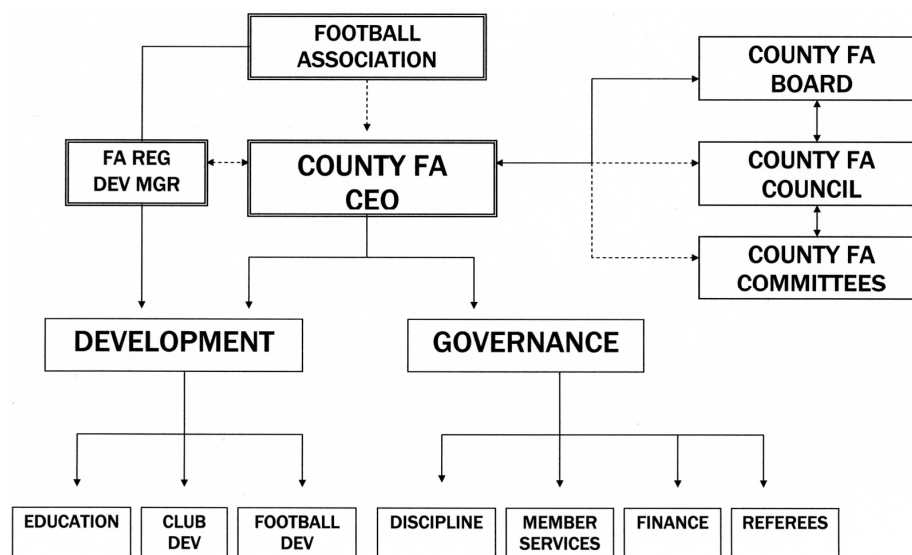 FOOTBALL
ASSOCIATION
COUNTY FA
BOARD
FA REG
DEV MGR
COUNTY FA
CEO
COUNTY FA
COUNCIL
COUNTY FA
COMMITTEES
DEVELOPMENT
GOVERNANCE
EDUCATION
CLUB
DEV
FOOTBALL
DEV
DISCIPLINE
MEMBER
SERVICES
FINANCE
REFEREES